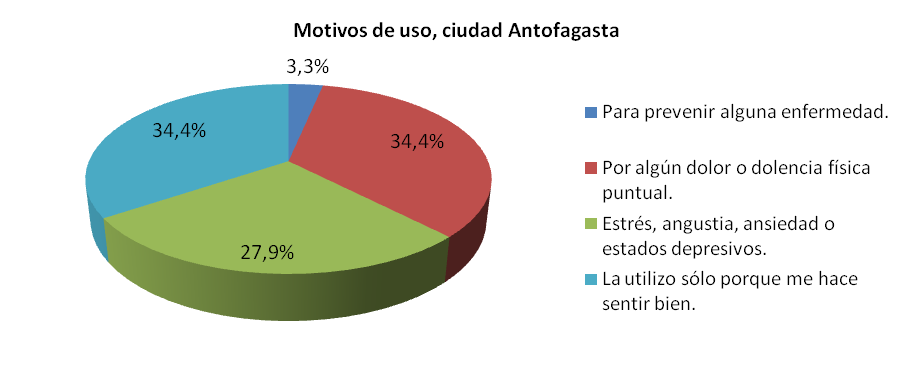 Motivos de uso, ciudad Antofagasta
3,3%
34,4%
34,4%
27,9%
Para prevenir alguna enfermedad.
Por algún dolor o dolencia física
puntual.
Estrés, angustia, ansiedad o
estados depresivos.
La utilizo sólo porque me hace
sentir bien.